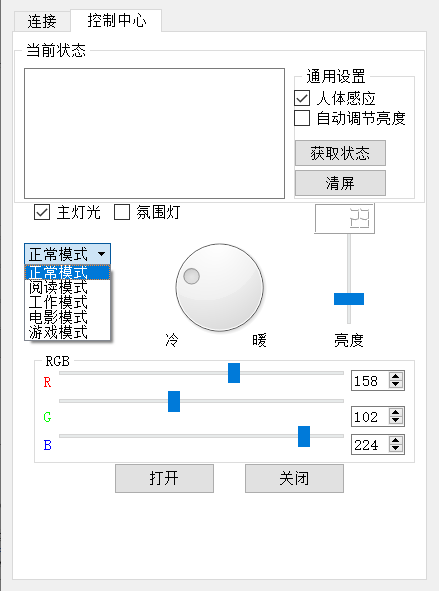 连接 控制中心
当前状态
通用设置
人体感应
自动调节亮度
获取状态
清屏
主灯光 氛围灯
正常模式
正常模式
阅读模式
工作模式
电影模式
游戏模式
冷 暖 亮度
RGB
R 158
G 102
B 224
打开 关闭